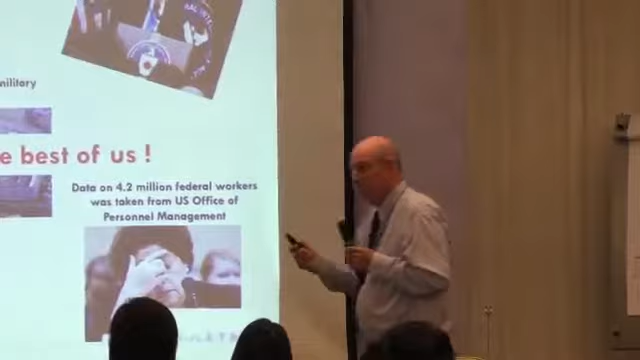 military
e best of us !
Data on 4.2 million federal workers
was taken from US Office of
Personnel Management